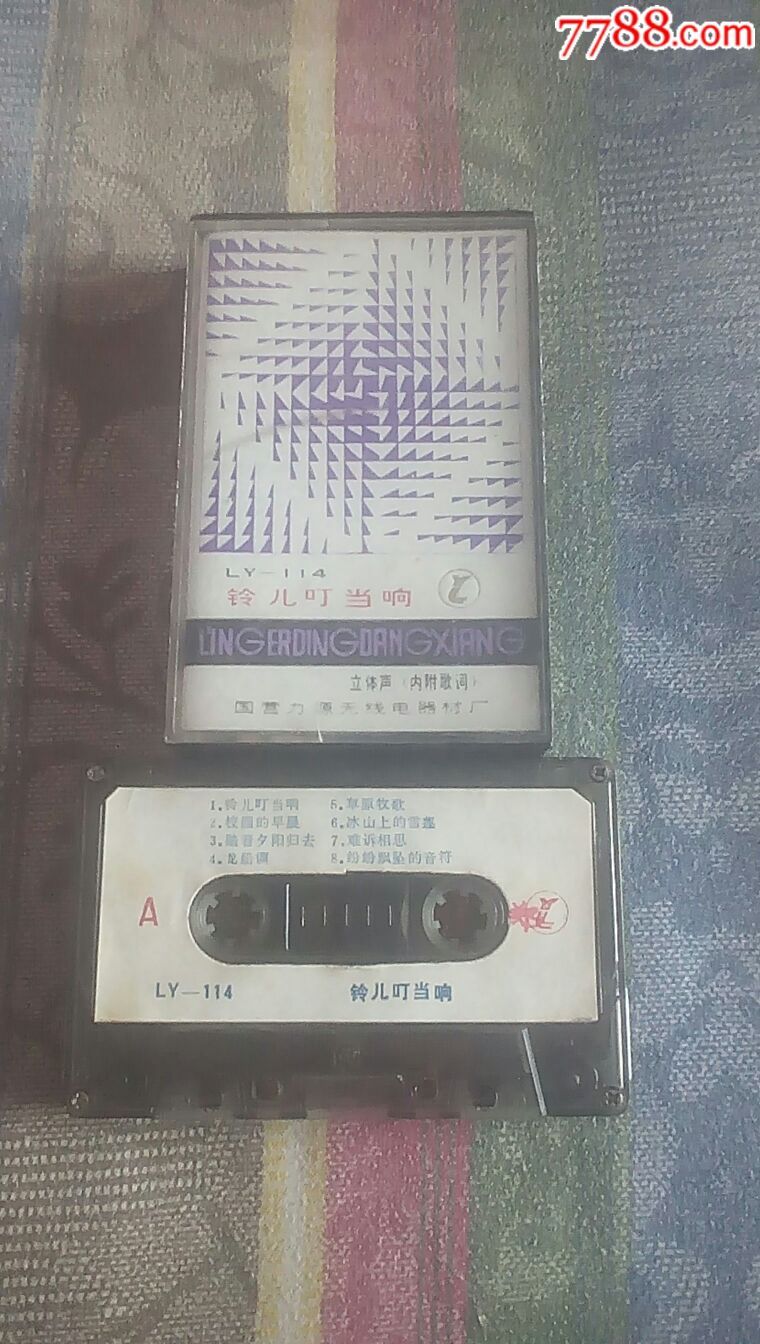 7788.com
LY-114
铃儿叮当响
LINGERDINGDANGXIANG
立体声（内附歌词）
国营力源无线电器材厂
1.铃儿叮当响 5.草原牧歌
2.校园的早晨 6.冰山上的雪莲
3.踏着夕阳归去 7.难诉相思
4.龙船调 8.纷纷飘坠的音符
A
LY—114 铃儿叮当响